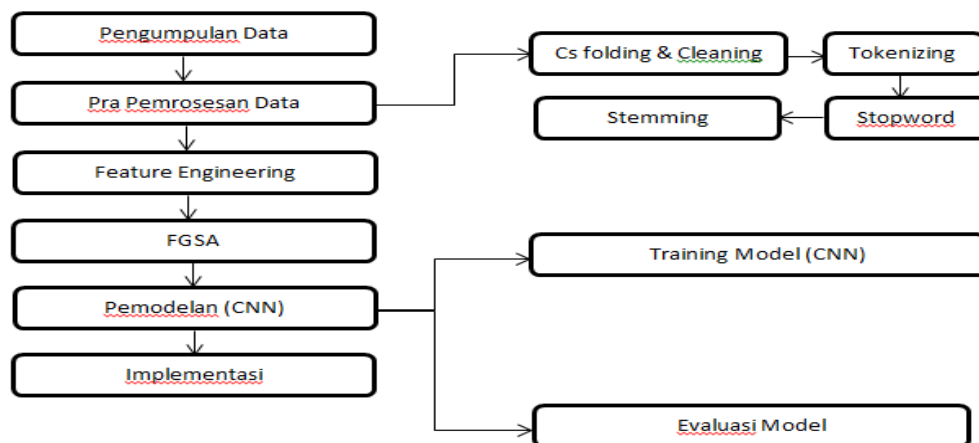 Pengumpulan Data
Pra Pemrosesan Data
Feature Engineering
FGSA
Pemodelan (CNN)
Implementasi
Cs folding & Cleaning
Tokenizing
Stopword
Stemming
Training Model (CNN)
Evaluasi Model